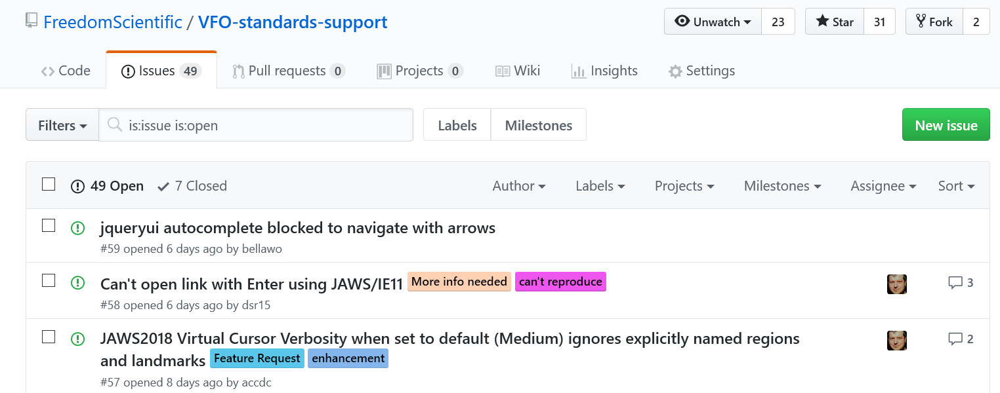 FreedomScientific / VFO-standards-support
Unwatch 23 Star 31 Fork 2
Code Issues 49 Pull requests 0 Projects 0 Wiki Insights Settings
Filters is:issue is:open Labels Milestones New issue
49 Open 7 Closed Author Labels Projects Milestones Assignee Sort
jqueryui autocomplete blocked to navigate with arrows
#59 opened 6 days ago by bellawo
Can't open link with Enter using JAWS/IE11 More info needed can't reproduce 3
#58 opened 6 days ago by dsr15
JAWS2018 Virtual Cursor Verbosity when set to default (Medium) ignores explicitly named regions 2
and landmarks Feature Request enhancement
#57 opened 8 days ago by accdc